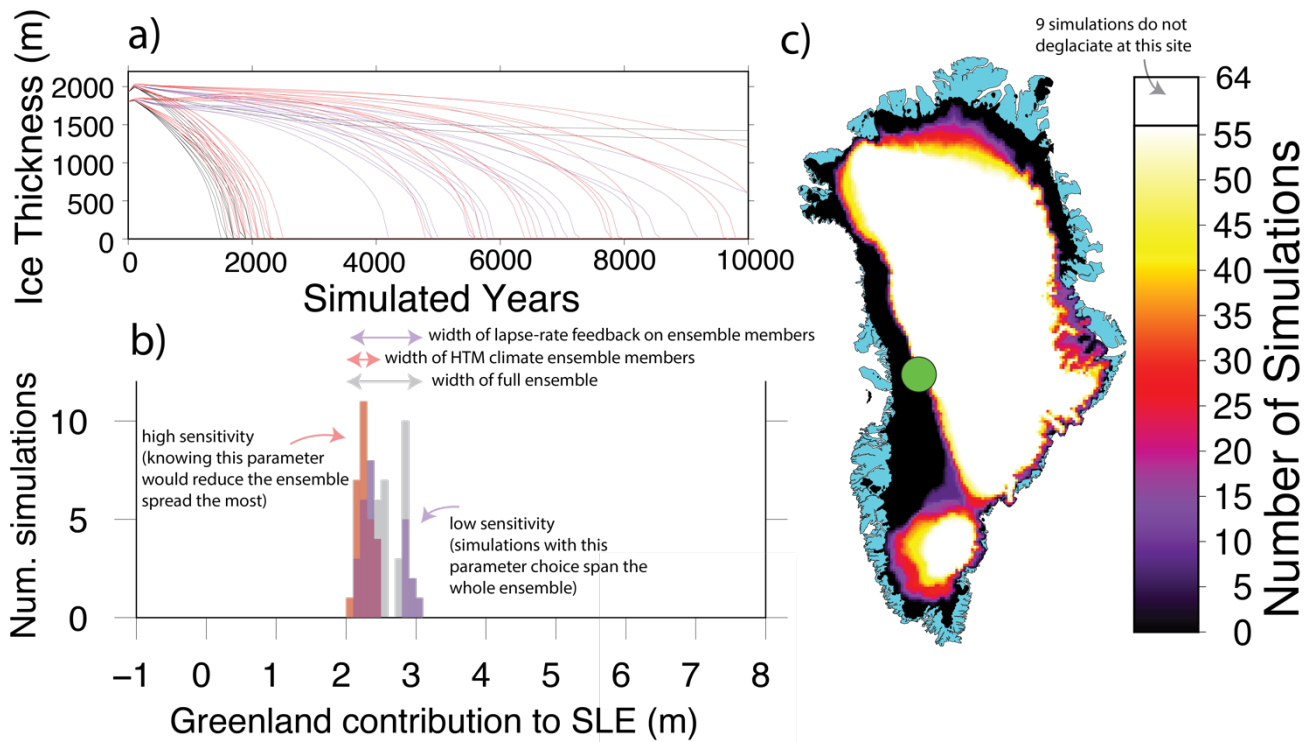 a)
Ice Thickness (m)
2000
1500
1000
500
0
0
2000
4000
6000
8000
10000
Simulated Years
b)
width of lapse-rate feedback on ensemble members
width of HTM climate ensemble members
width of full ensemble
Num. simulations
10
5
0
high sensitivity
(knowing this parameter
would reduce the ensemble
spread the most)
low sensitivity
(simulations with this
parameter choice span the
whole ensemble)
−1
0
1
2
3
4
5
6
7
8
Greenland contribution to SLE (m)
c)
9 simulations do not
deglaciate at this site
64
55
50
45
40
35
30
25
20
15
10
5
0
Number of Simulations